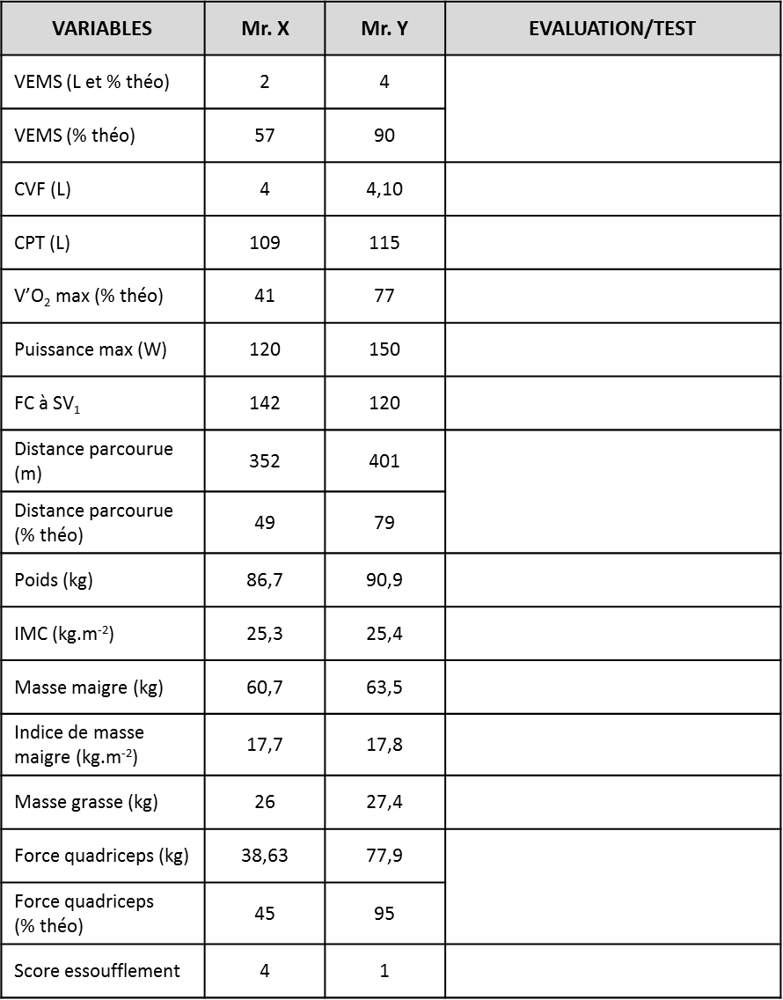 VARIABLES Mr. X Mr. Y EVALUATION/TEST
VEMS (L et % théo) 2 4
VEMS (% théo) 57 90
CVF (L) 4 4,10
CPT (L) 109 115
V’O2 max (% théo) 41 77
Puissance max (W) 120 150
FC à SV1 142 120
Distance parcourue
(m) 352 401
Distance parcourue
(% théo) 49 79
Poids (kg) 86,7 90,9
IMC (kg.m-2) 25,3 25,4
Masse maigre (kg) 60,7 63,5
Indice de masse
maigre (kg.m-2) 17,7 17,8
Masse grasse (kg) 26 27,4
Force quadriceps (kg) 38,63 77,9
Force quadriceps
(% théo) 45 95
Score essoufflement 4 1